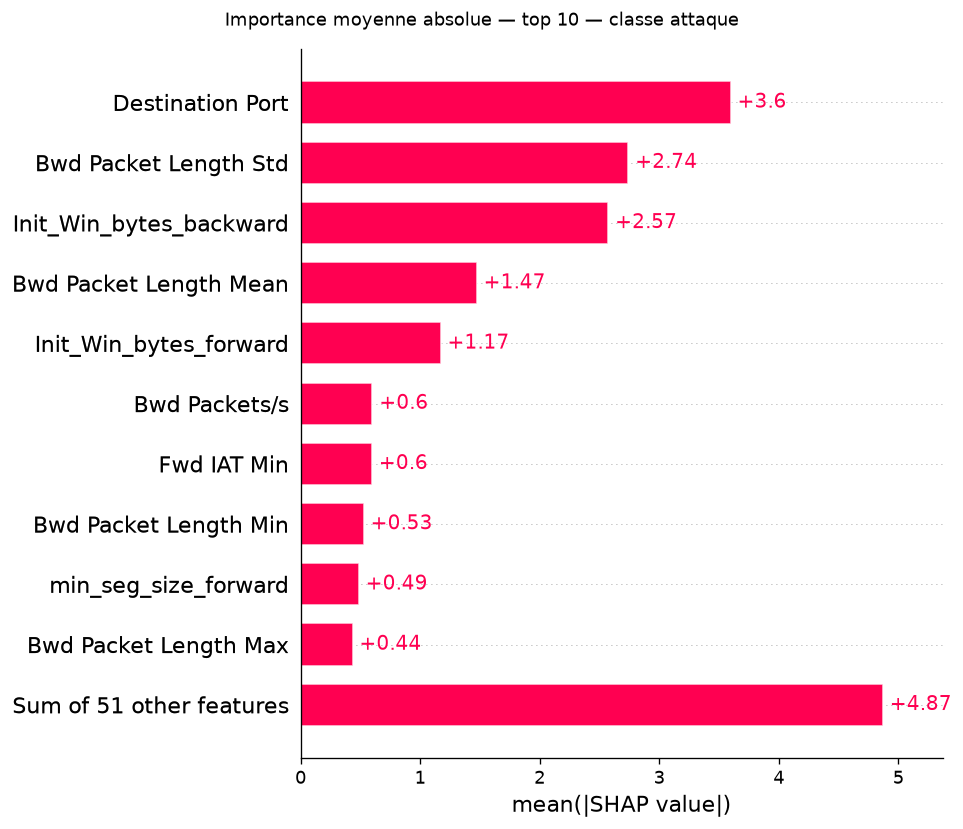 Importance moyenne absolue — top 10 — classe attaque
Destination Port +3.6
Bwd Packet Length Std +2.74
Init_Win_bytes_backward +2.57
Bwd Packet Length Mean +1.47
Init_Win_bytes_forward +1.17
Bwd Packets/s +0.6
Fwd IAT Min +0.6
Bwd Packet Length Min +0.53
min_seg_size_forward +0.49
Bwd Packet Length Max +0.44
Sum of 51 other features +4.87
0 1 2 3 4 5
mean(|SHAP value|)